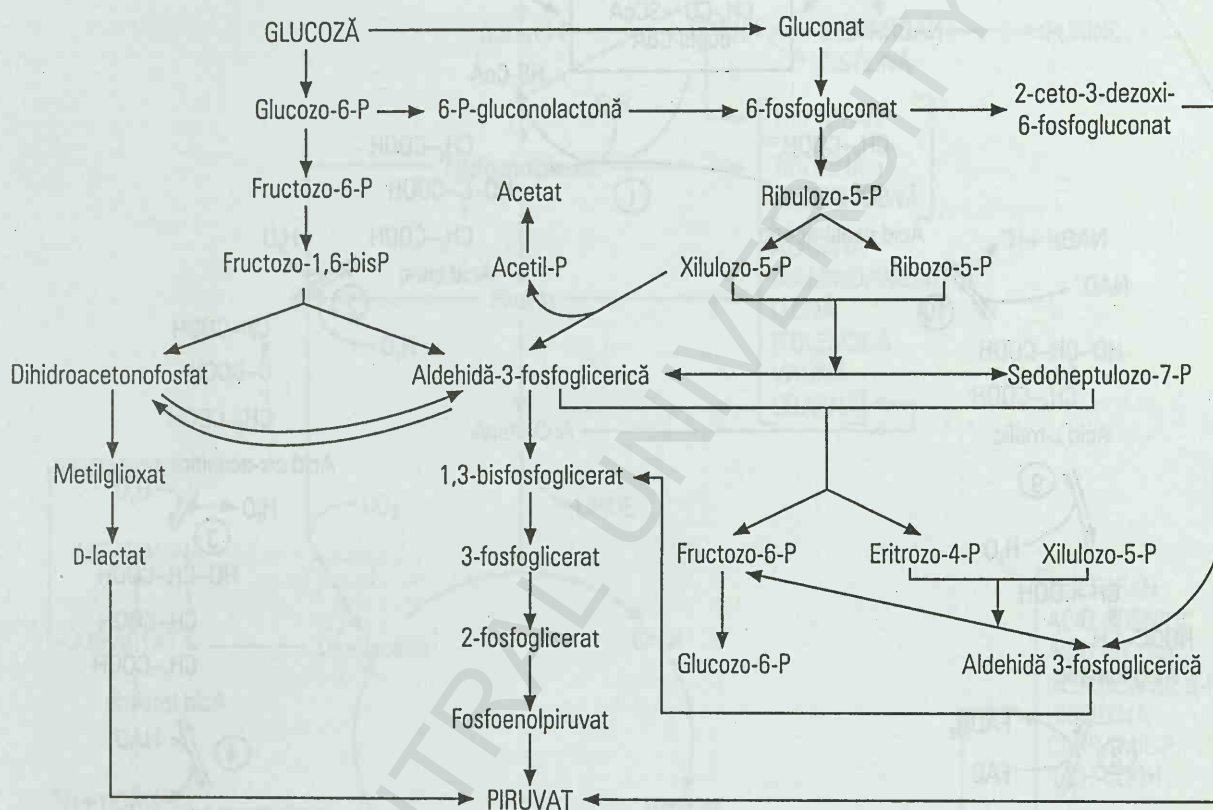 GLUCOZĂ
Gluconat
Glucozo-6-P
6-P-gluconolactonă
6-fosfogluconat
2-ceto-3-dezoxi-
6-fosfogluconat
Fructozo-6-P
Acetat
Ribulozo-5-P
Fructozo-1,6-bisP
Acetil-P
Xilulozo-5-P
Ribozo-5-P
Dihidroacetonofosfat
Aldehidă-3-fosfoglicerică
Sedoheptulozo-7-P
Metilglioxat
1,3-bisfosfoglicerat
D-lactat
3-fosfoglicerat
Fructozo-6-P
Eritrozo-4-P
Xilulozo-5-P
2-fosfoglicerat
Glucozo-6-P
Aldehidă 3-fosfoglicerică
Fosfoenolpiruvat
PIRUVAT
TRAL UNIVERSITY